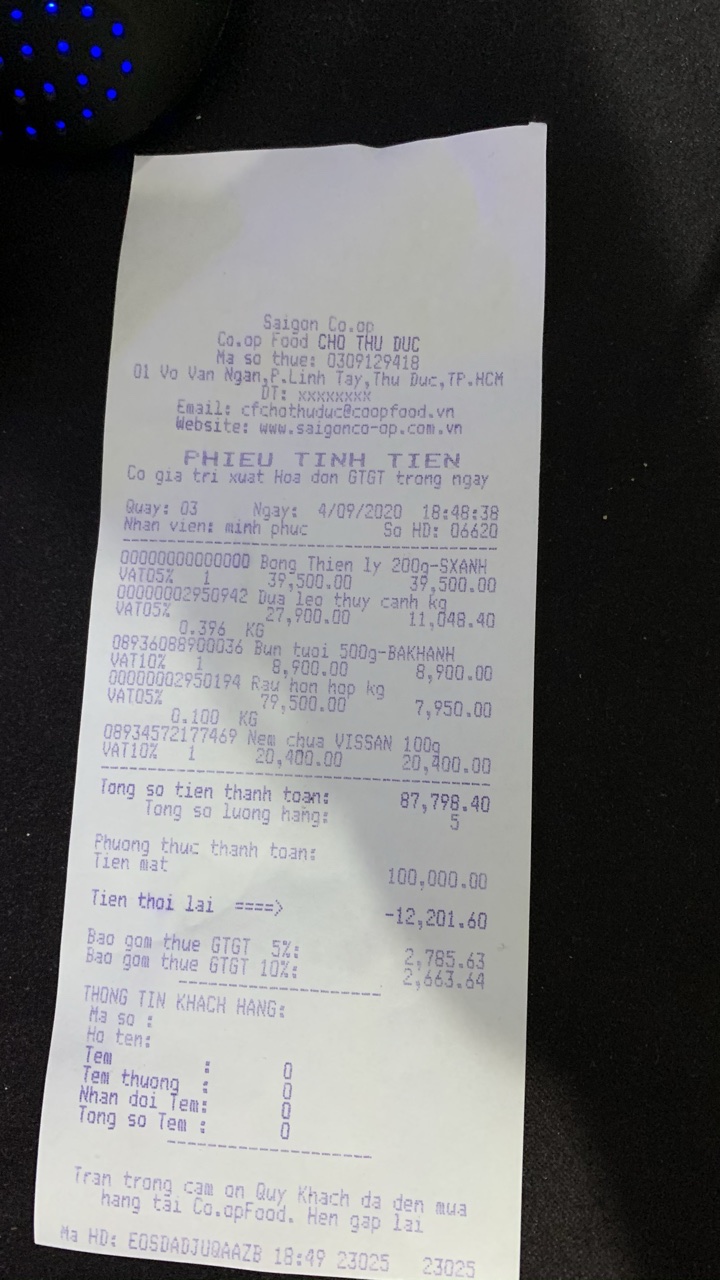 Saigon Co.op
Co.op Food CHO THU DUC
Ma so thue: 0309129418
01 Vo Van Ngan,P.Linh Tay,Thu Duc,TP.HCM
DT: xxxxxxxx
Email: cfchothuduc@coopfood.vn
Website: www.saigonco-op.com.vn
PHIEU TINH TIEN
Co gia tri xuat Hoa don GTGT trong ngay
Quay: 03 Ngay: 4/09/2020 18:48:38
Nhan vien: minh phuc So HD: 06620
00000000000000 Bong Thien ly 200g-SXANH
VAT05% 1 39,500.00 39,500.00
00000002950942 Dua leo thuy canh kg
VAT05% 27,900.00 11,048.40
0.396 KG
08936088900036 Bun tuoi 500g-BAKHANH
VAT10% 1 8,900.00 8,900.00
00000002950194 Rau hon hop kg
VAT05% 79,500.00 7,950.00
0.100 KG
08934572177469 Nem chua VISSAN 100g
VAT10% 1 20,400.00 20,400.00
Tong so tien thanh toan: 87,798.40
Tong so luong hang: 5
Phuong thuc thanh toan:
Tien mat 100,000.00
Tien thoi lai ====> -12,201.60
Bao gom thue GTGT 5%: 2,785.63
Bao gom thue GTGT 10%: 2,663.64
THONG TIN KHACH HANG:
Ma so :
Ho ten:
Tem : 0
Tem thuong : 0
Nhan doi Tem: 0
Tong so Tem : 0
Tran trong cam on Quy Khach da den mua
hang tai Co.opFood. Hen gap lai
Ma HD: EOSDADJUQAAZB 18:49 23025 23025